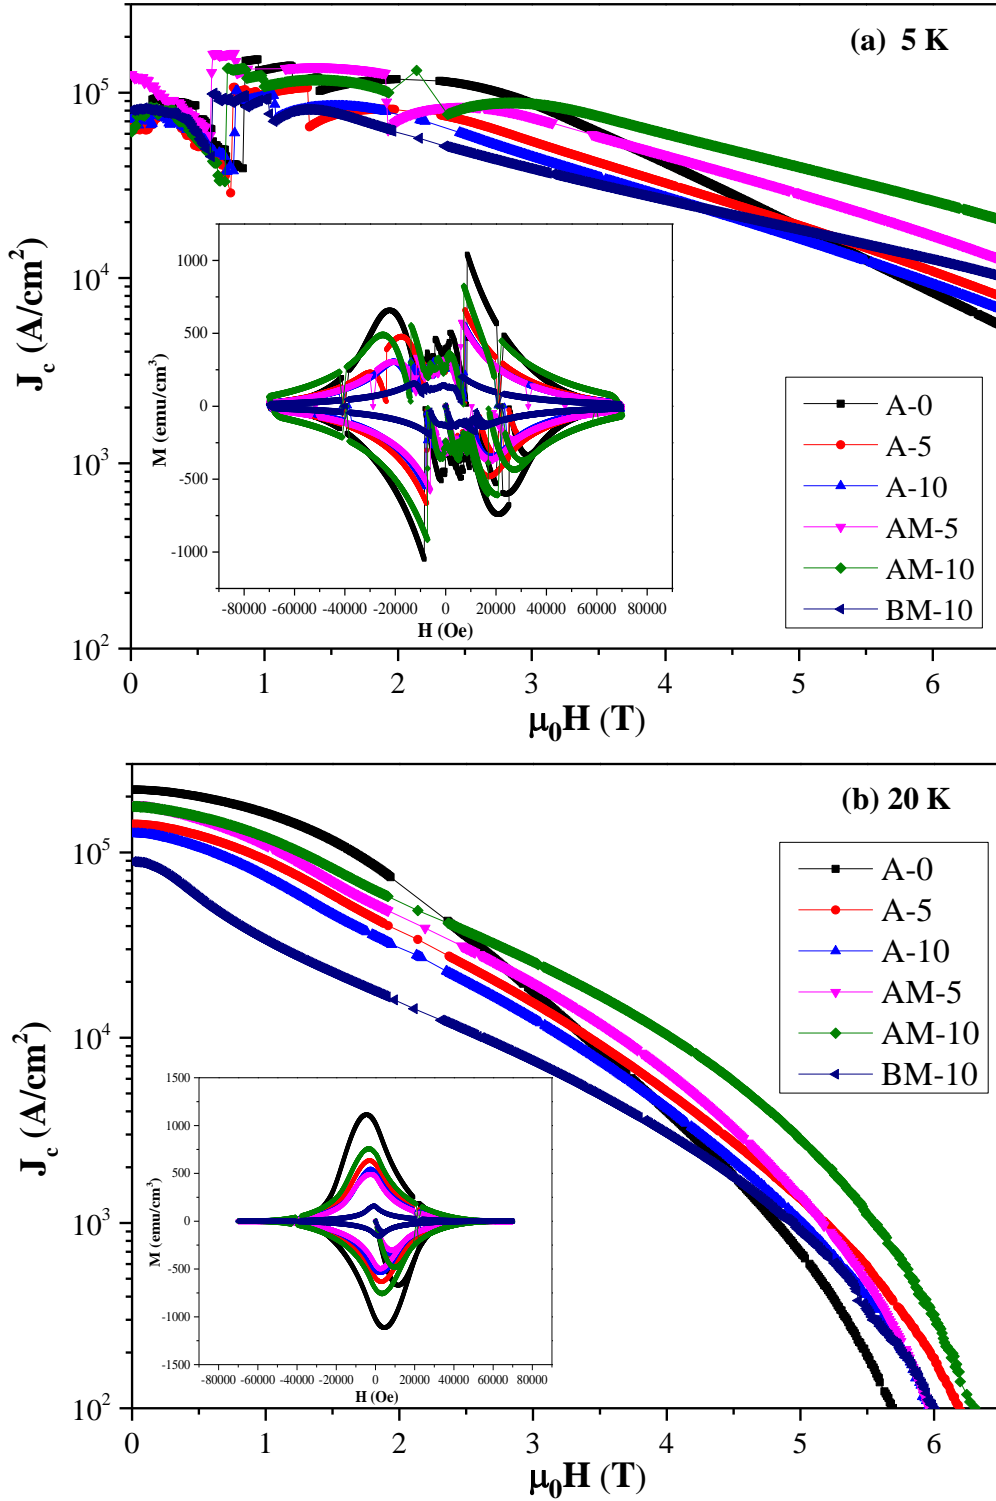 (a) 5 K
10^5
10^4
10^3
10^2
J_c (A/cm^2)
0 1 2 3 4 5 6
μ_0H (T)
A-0
A-5
A-10
AM-5
AM-10
BM-10
1000
500
0
-500
-1000
M (emu/cm^3)
-80000 -60000 -40000 -20000 0 20000 40000 60000 80000
H (Oe)
(b) 20 K
10^5
10^4
10^3
10^2
J_c (A/cm^2)
0 1 2 3 4 5 6
μ_0H (T)
A-0
A-5
A-10
AM-5
AM-10
BM-10
1500
1000
500
0
-500
-1000
-1500
M (emu/cm^3)
-80000 -60000 -40000 -20000 0 20000 40000 60000 80000
H (Oe)